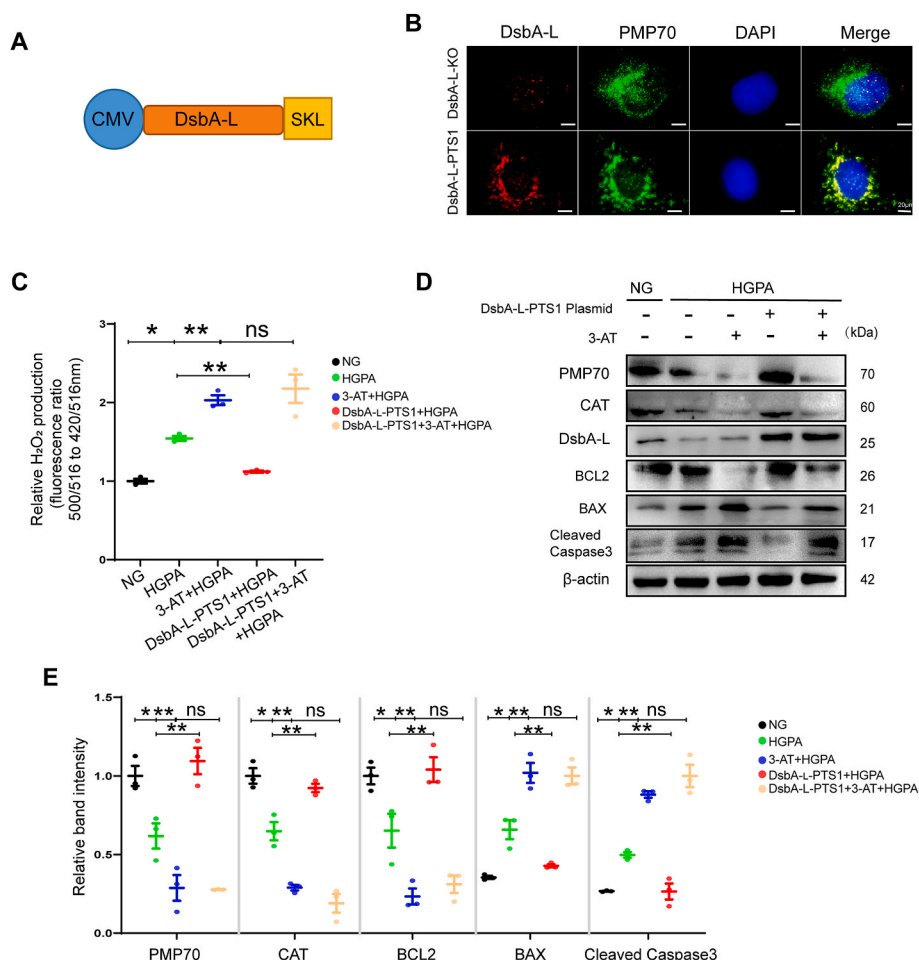 A
CMV
DsbA-L
SKL
B
DsbA-L
PMP70
DAPI
Merge
DsbA-L-KO
DsbA-L-PTS1
20μm
C
Relative H₂O₂ production
(fluorescence ratio
500/516 to 420/516nm)
3
2
1
0
* ** ns
**
NG
HGPA
3-AT+HGPA
DsbA-L-PTS1+HGPA
DsbA-L-PTS1+3-AT
+HGPA
NG
HGPA
3-AT+HGPA
DsbA-L-PTS1+HGPA
DsbA-L-PTS1+3-AT+HGPA
D
NG HGPA
DsbA-L-PTS1 Plasmid - - - + +
3-AT - - + - + (kDa)
PMP70 70
CAT 60
DsbA-L 25
BCL2 26
BAX 21
Cleaved
Caspase3 17
β-actin 42
E
Relative band intensity
1.5
1.0
0.5
0.0
* *** ns
**
* ** ns
**
* ** ns
**
* ** ns
**
* ** ns
**
PMP70
CAT
BCL2
BAX
Cleaved Caspase3
NG
HGPA
3-AT+HGPA
DsbA-L-PTS1+HGPA
DsbA-L-PTS1+3-AT+HGPA